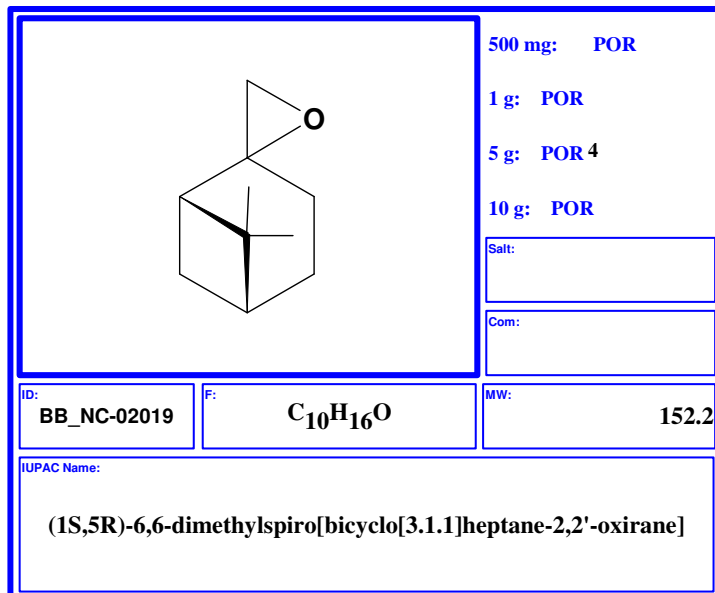 O
500 mg: POR
1 g: POR
5 g: POR 4
10 g: POR
Salt:
Com:
ID:
BB_NC-02019
F:
C10H16O
MW:
152.2
IUPAC Name:
(1S,5R)-6,6-dimethylspiro[bicyclo[3.1.1]heptane-2,2'-oxirane]